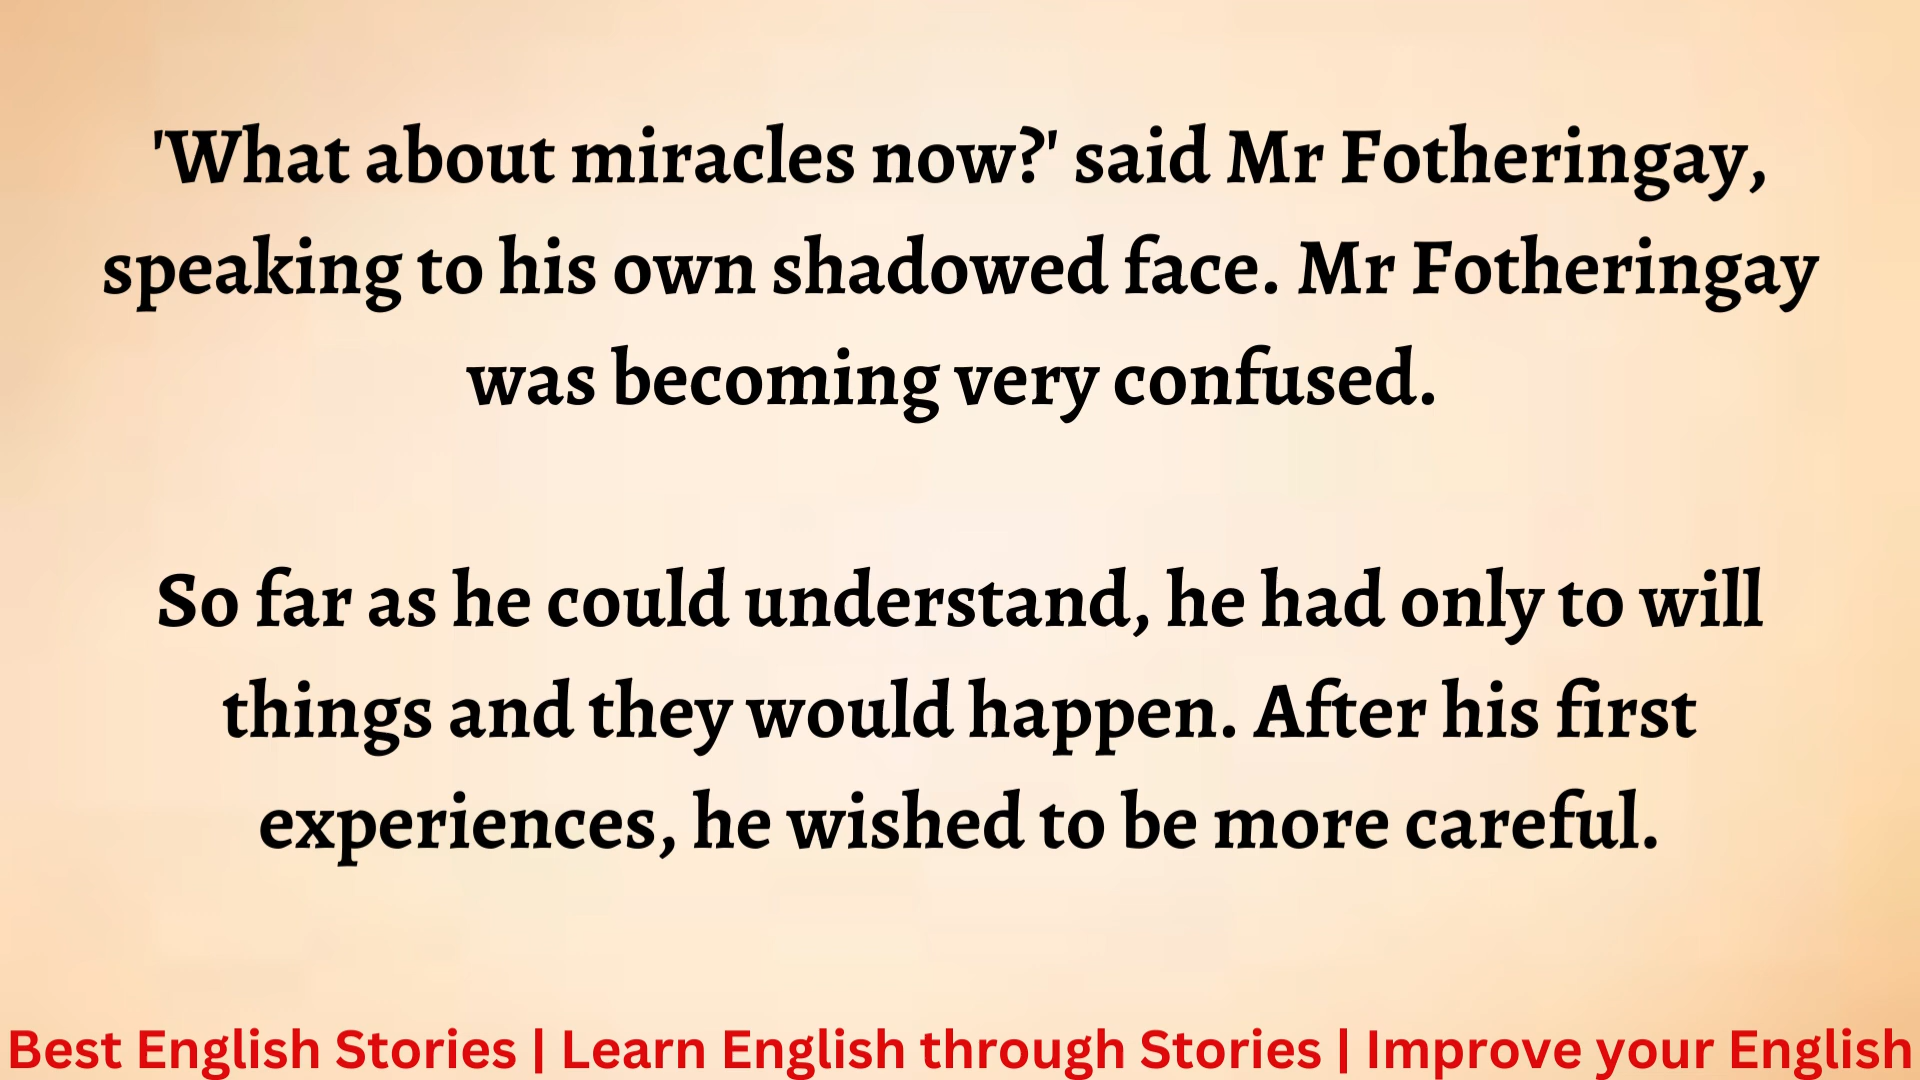 'What about miracles now?' said Mr Fotheringay,
speaking to his own shadowed face. Mr Fotheringay
was becoming very confused.
So far as he could understand, he had only to will
things and they would happen. After his first
experiences, he wished to be more careful.
Best English Stories | Learn English through Stories | Improve your English